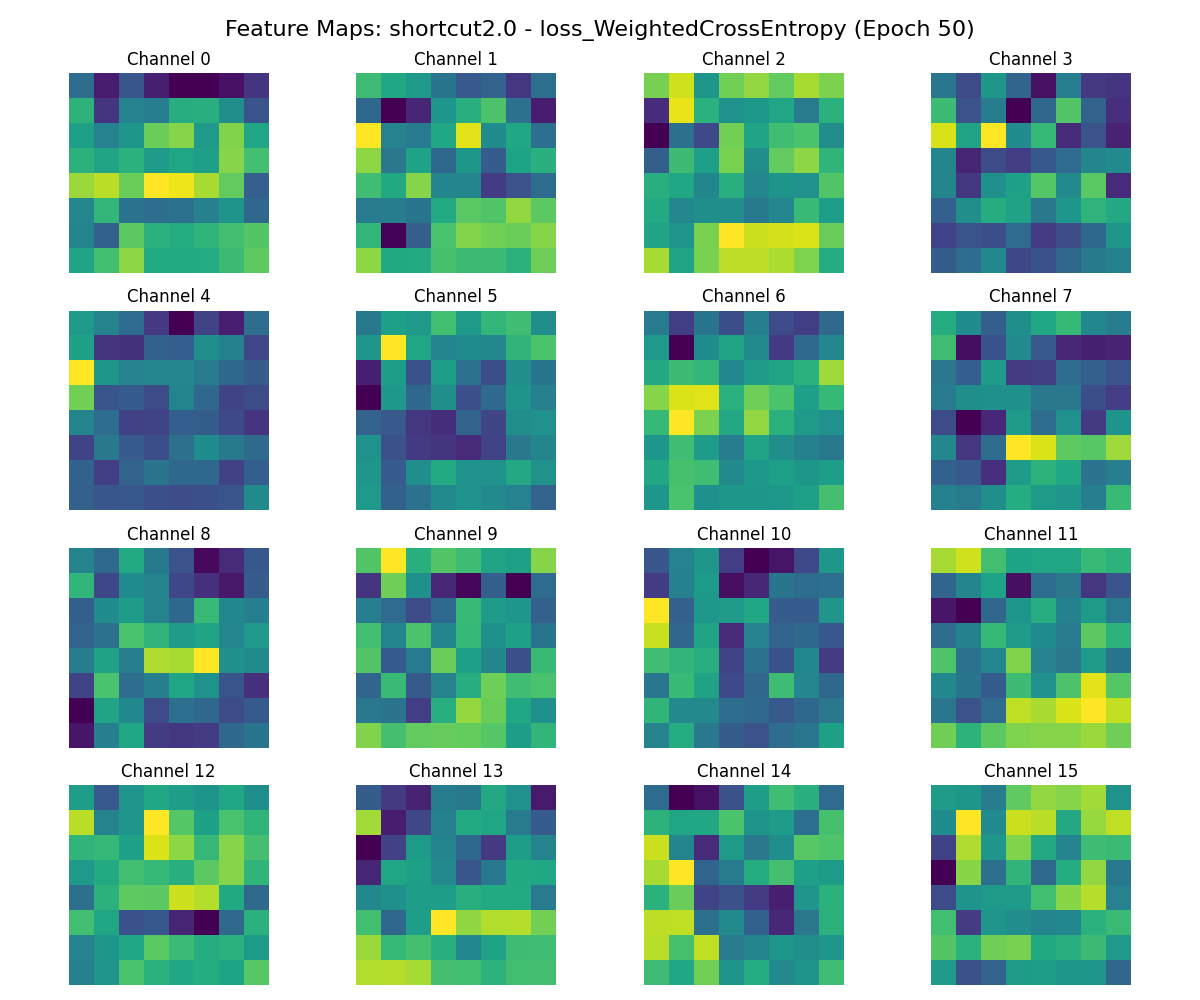 Feature Maps: shortcut2.0 - loss_WeightedCrossEntropy (Epoch 50)
Channel 0 Channel 1 Channel 2 Channel 3
Channel 4 Channel 5 Channel 6 Channel 7
Channel 8 Channel 9 Channel 10 Channel 11
Channel 12 Channel 13 Channel 14 Channel 15